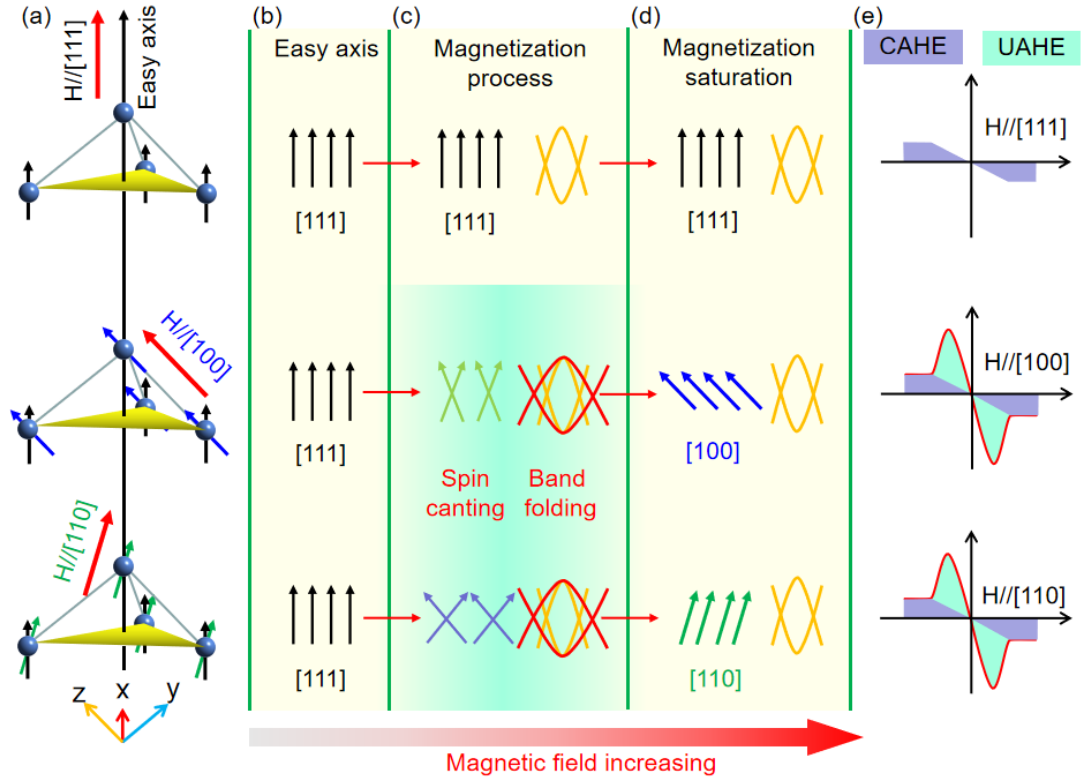 (a)
(b)
(c)
(d)
(e)
H//[111]
Easy axis
Easy axis
Magnetization
process
Magnetization
saturation
CAHE
UAHE
[111]
[111]
[111]
H//[111]
H//[100]
[111]
[100]
H//[100]
Spin
canting
Band
folding
H//[110]
[111]
[110]
H//[110]
z
x
y
Magnetic field increasing